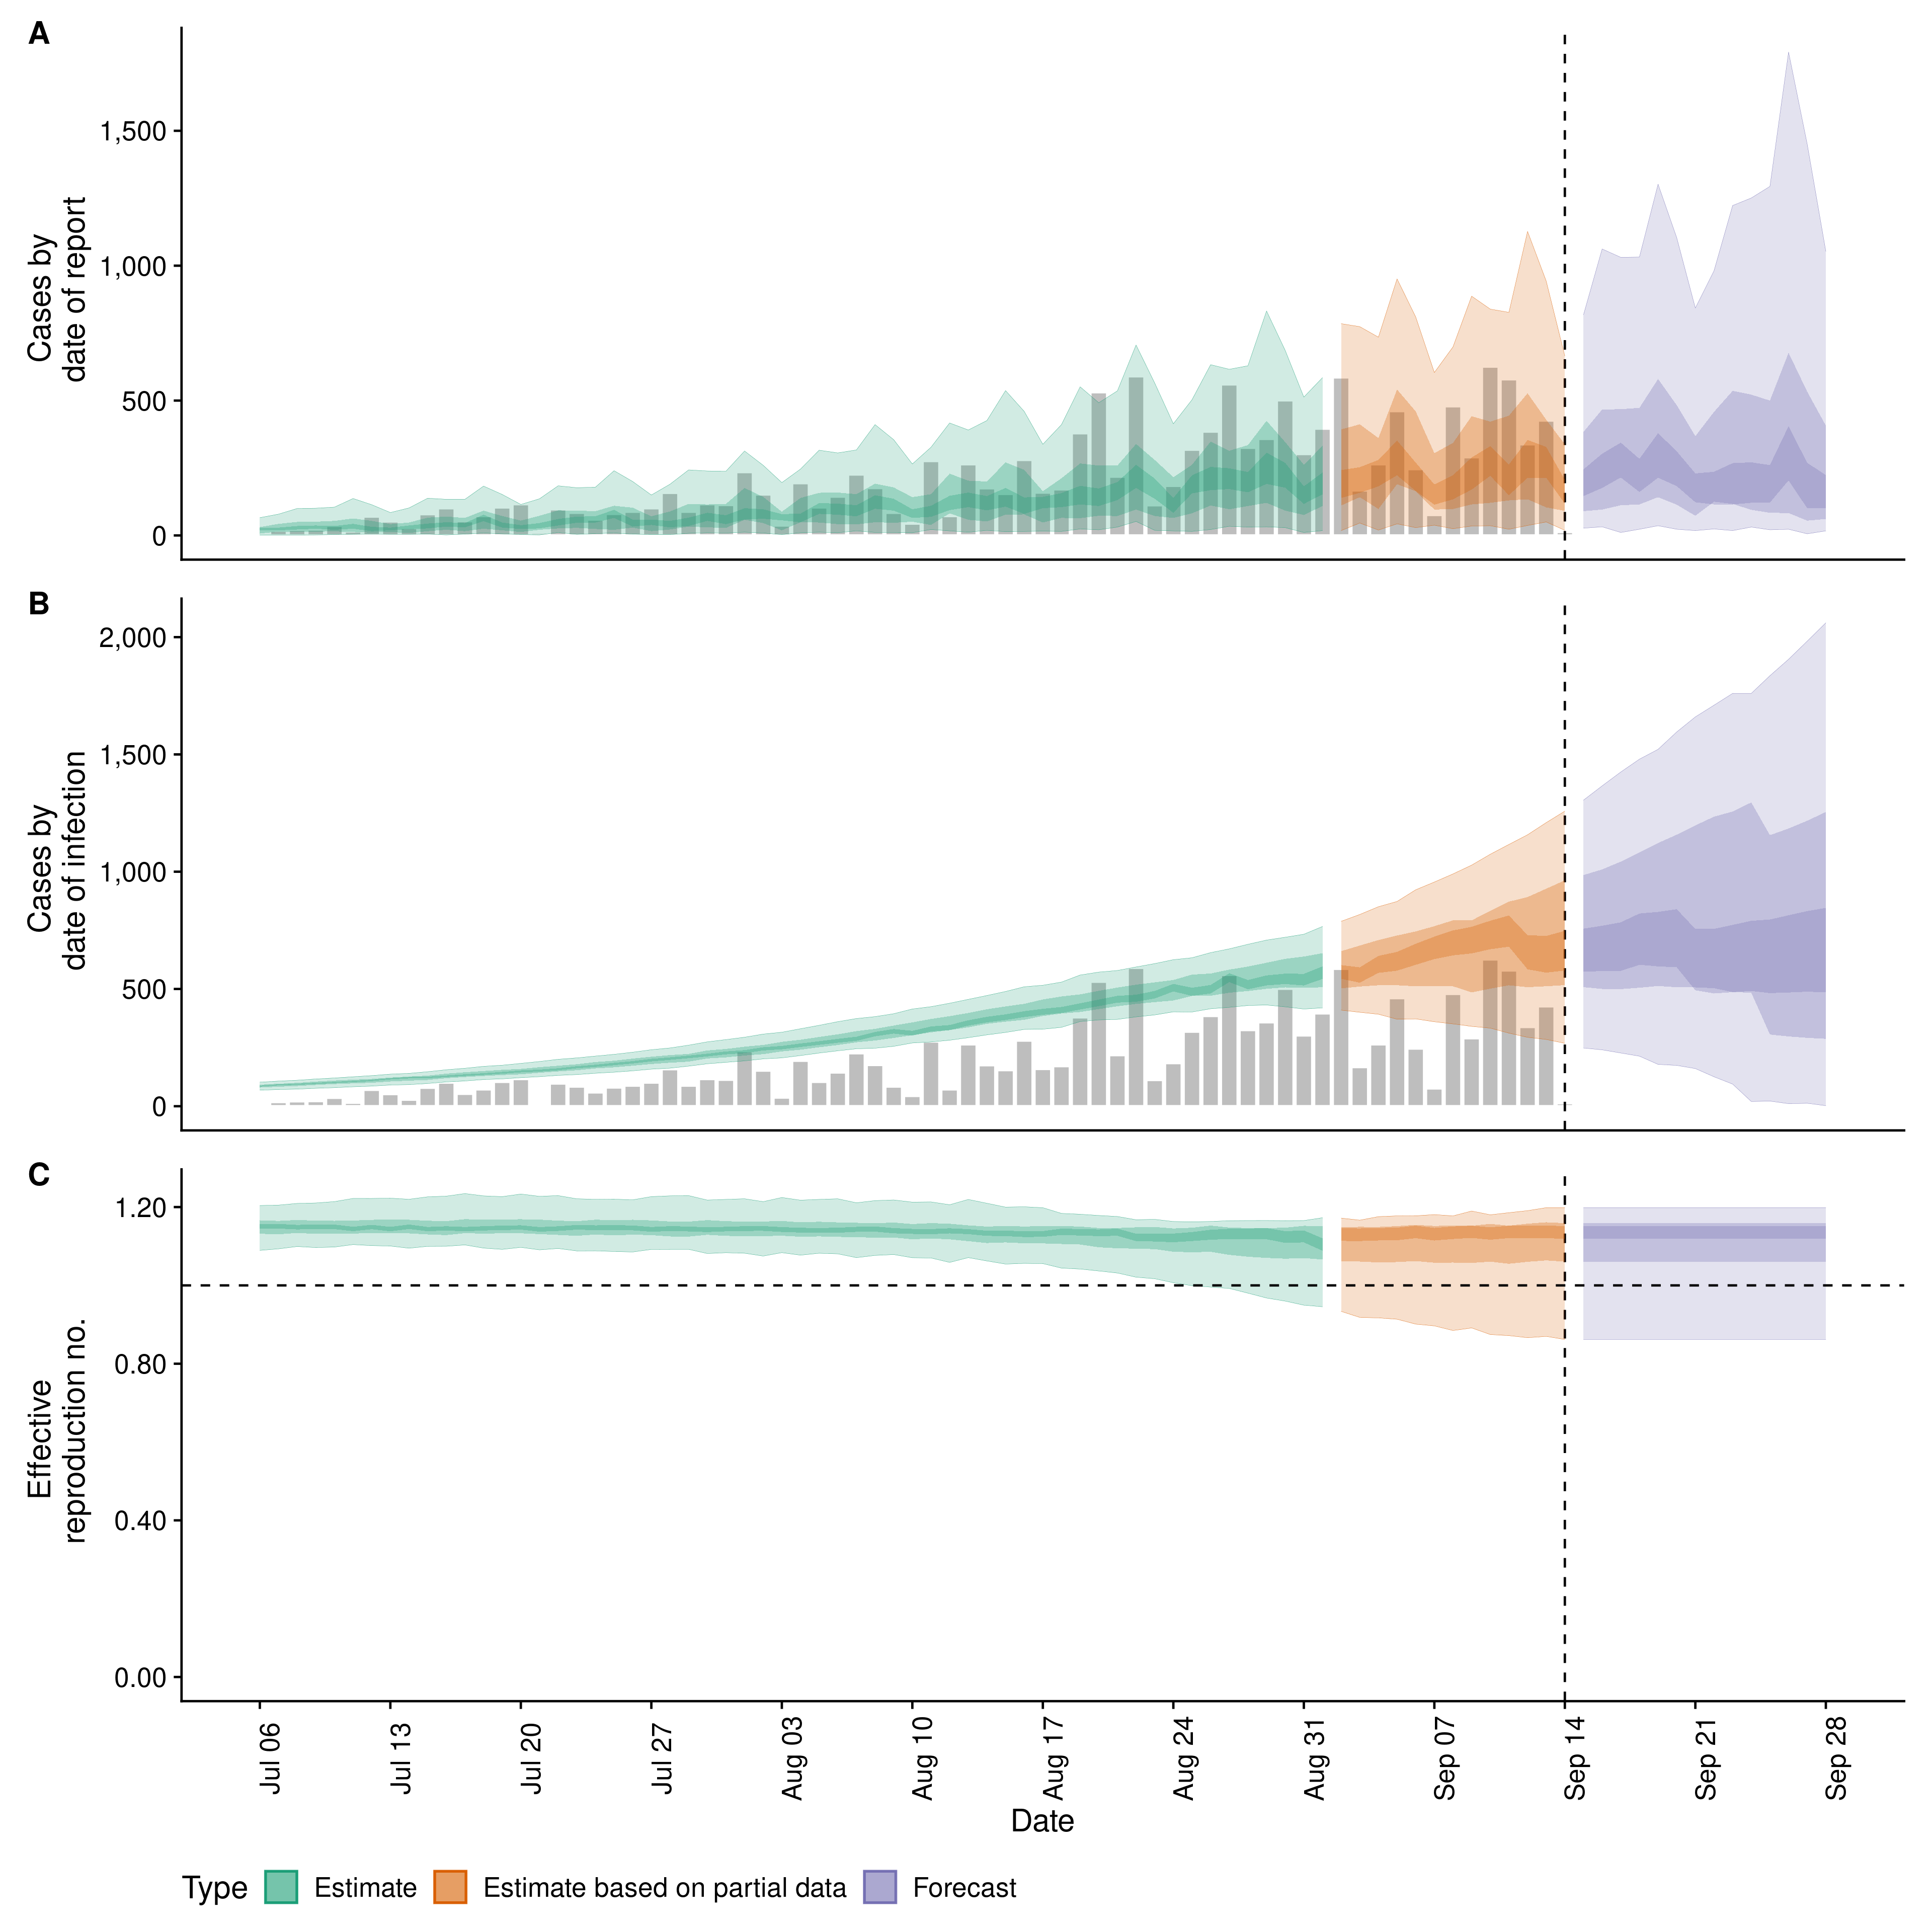 A
Cases by
date of report
1,500
1,000
500
0
B
Cases by
date of infection
2,000
1,500
1,000
500
0
C
Effective
reproduction no.
1.20
0.80
0.40
0.00
Jul 06
Jul 13
Jul 20
Jul 27
Aug 03
Aug 10
Aug 17
Aug 24
Aug 31
Sep 07
Sep 14
Sep 21
Sep 28
Date
Type
Estimate
Estimate based on partial data
Forecast